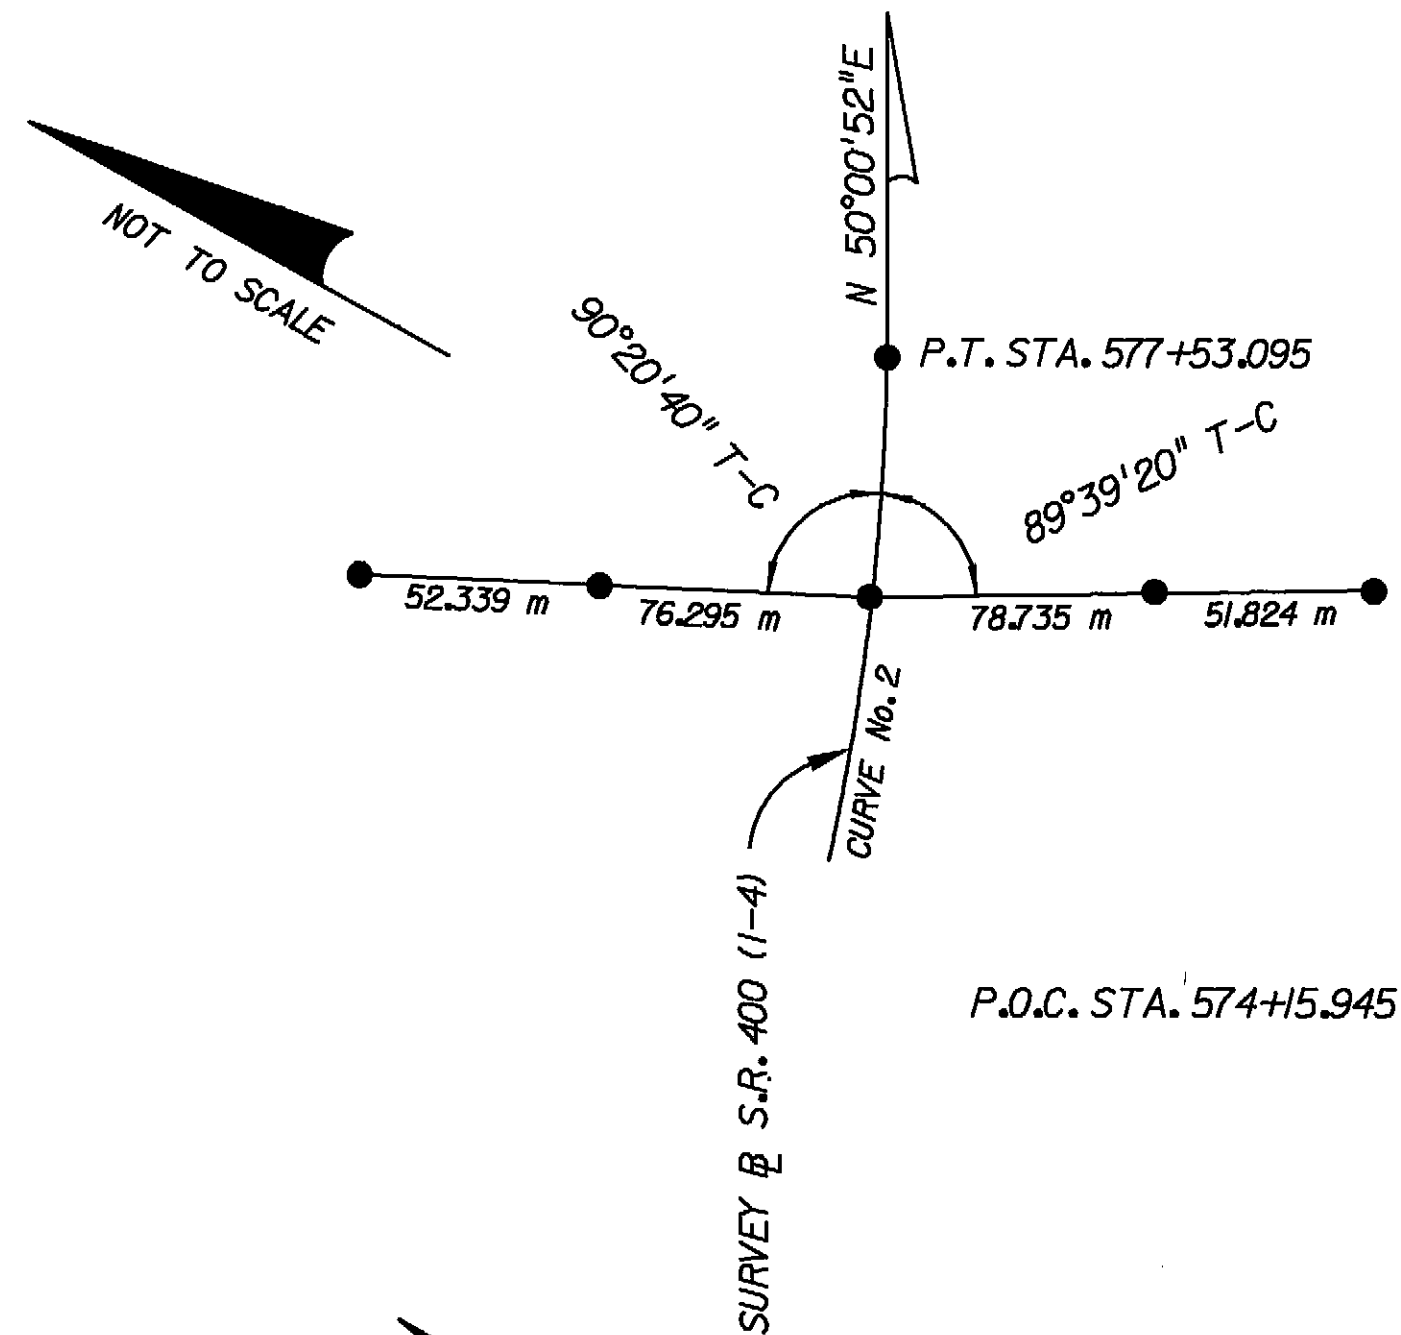 N 50°00'52"E
NOT TO SCALE
90°20'40" T-C
P.T. STA. 577+53.095
89°39'20" T-C
52.339 m
76.295 m
78.735 m
51.824 m
CURVE No. 2
SURVEY BL S.R. 400 (I-4)
P.O.C. STA. 574+15.945